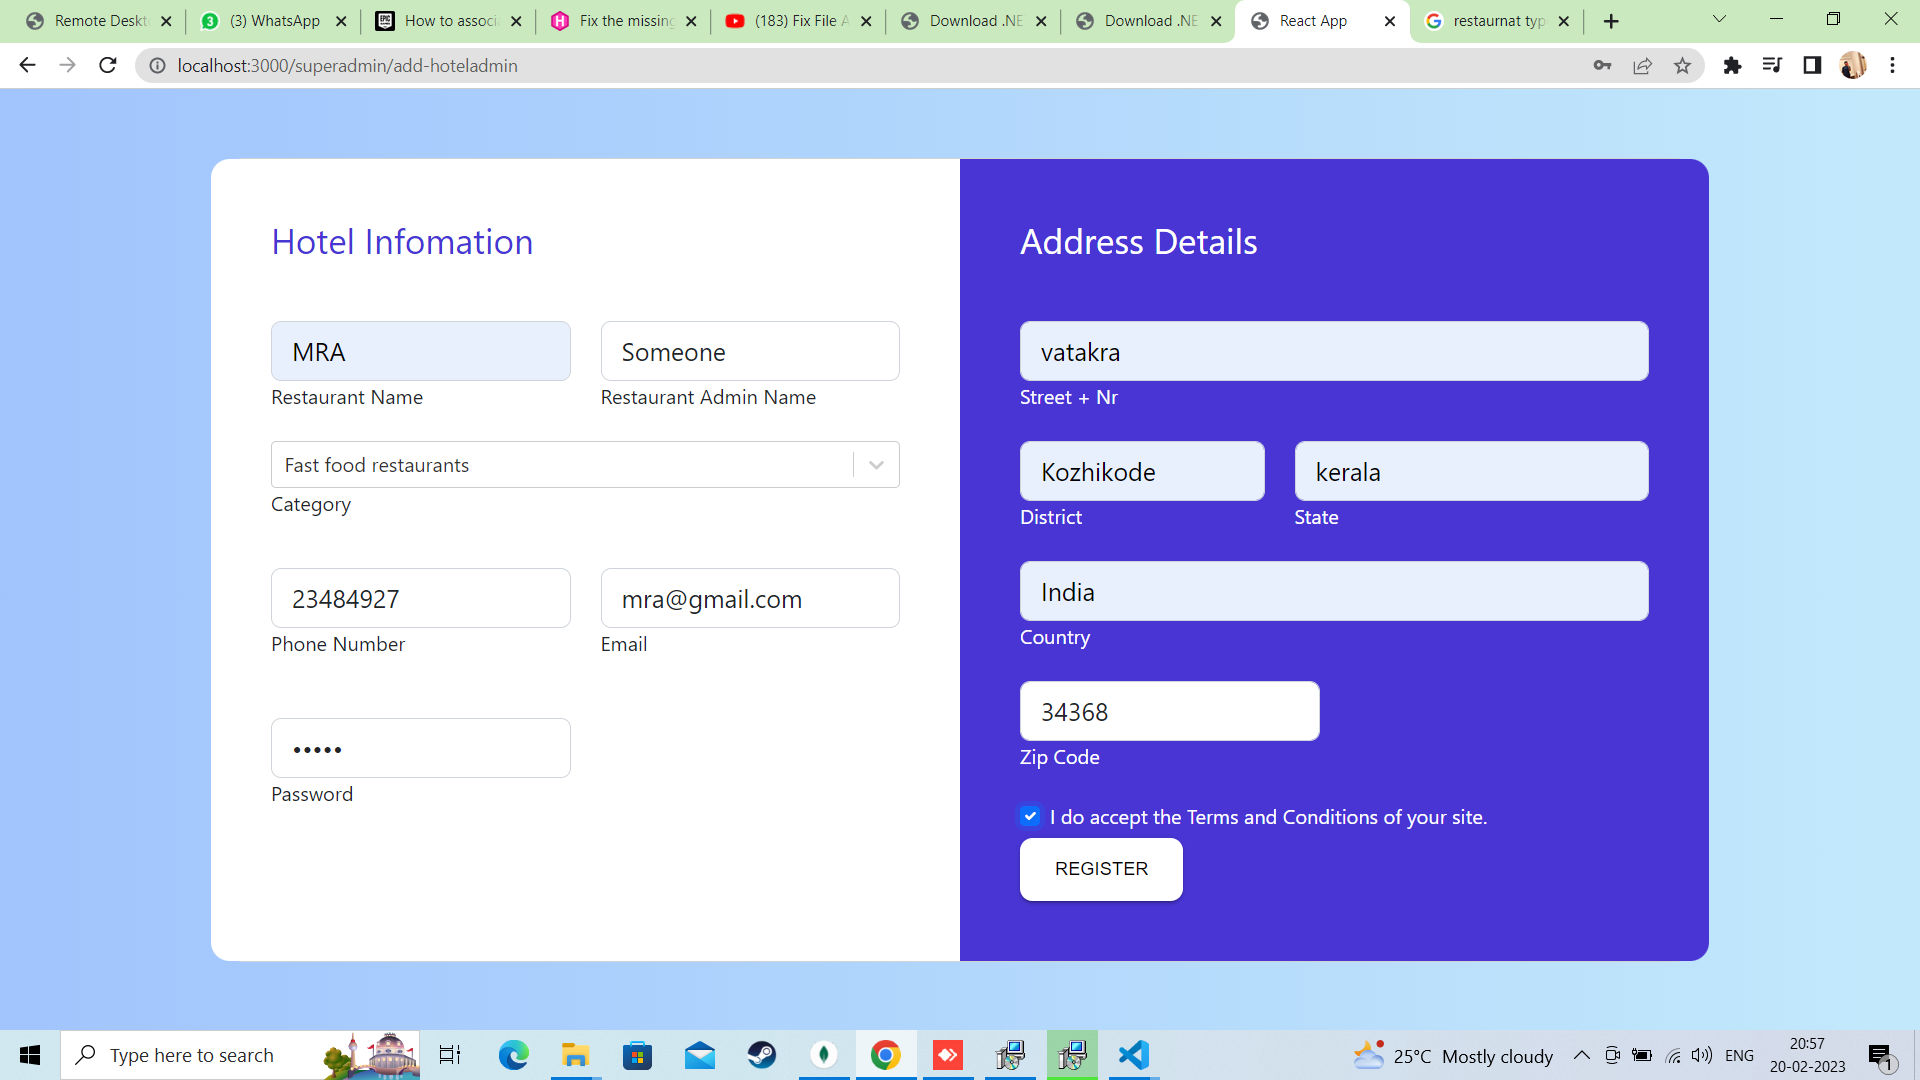 Remote Deskt
(3) WhatsApp
How to associ
Fix the missing
(183) Fix File A
Download .NE
Download .NE
React App
restaurnat typ
localhost:3000/superadmin/add-hoteladmin
Hotel Infomation
MRA
Someone
Restaurant Name
Restaurant Admin Name
Fast food restaurants
Category
23484927
mra@gmail.com
Phone Number
Email
•••••
Password
Address Details
vatakra
Street + Nr
Kozhikode
kerala
District
State
India
Country
34368
Zip Code
I do accept the Terms and Conditions of your site.
REGISTER
Type here to search
25°C Mostly cloudy
ENG
20:57
20-02-2023
1